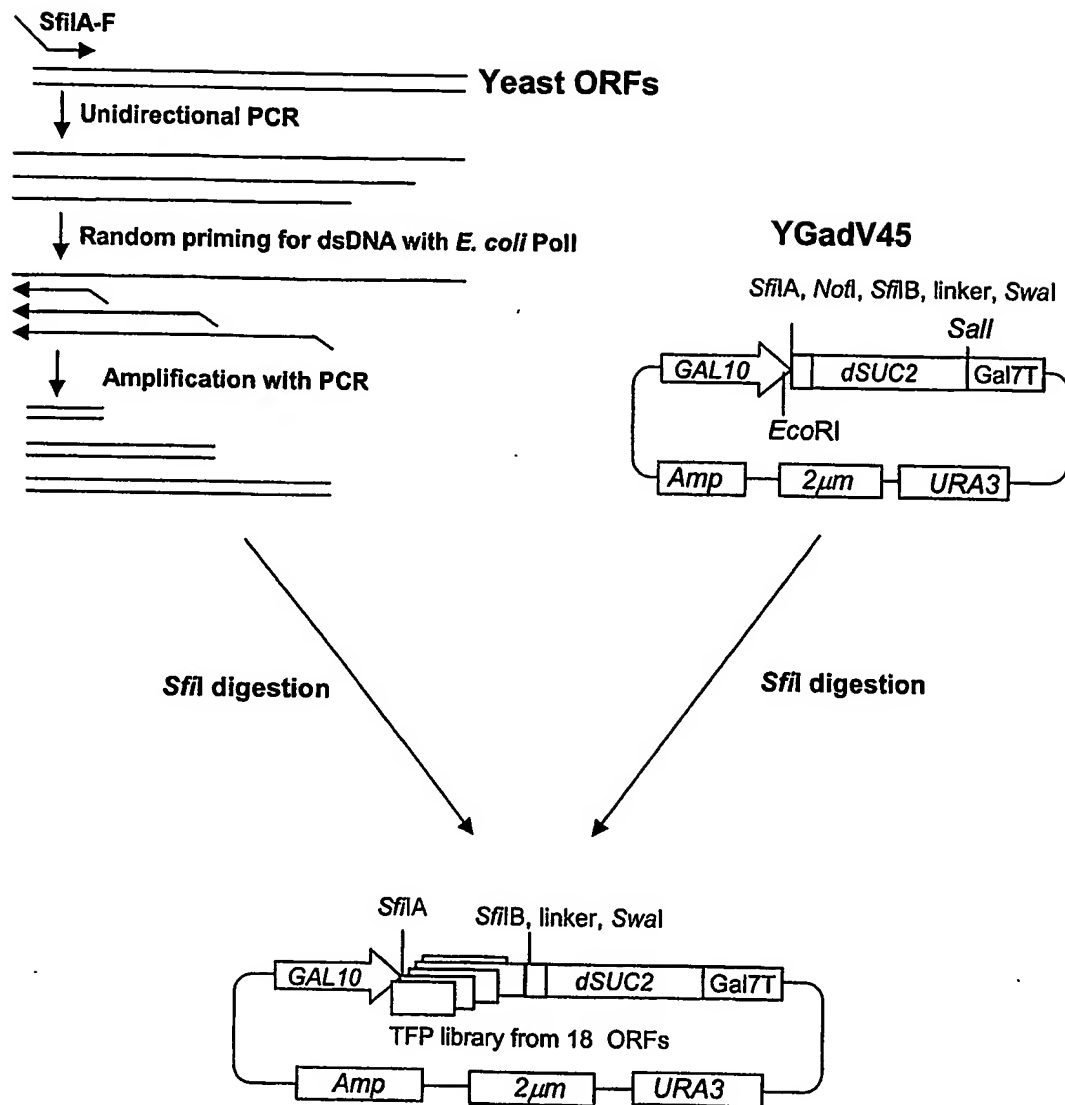 SfiIA-F
Yeast ORFs
Unidirectional PCR
Random priming for dsDNA with E. coli PolI
Amplification with PCR
YGadV45
SfiIA, NotI, SfiIB, linker, SwaI
SalI
GAL10
dSUC2
Gal7T
EcoRI
Amp
2μm
URA3
SfiI digestion
SfiI digestion
SfiIA
SfiIB, linker, SwaI
GAL10
dSUC2
Gal7T
TFP library from 18 ORFs
Amp
2μm
URA3